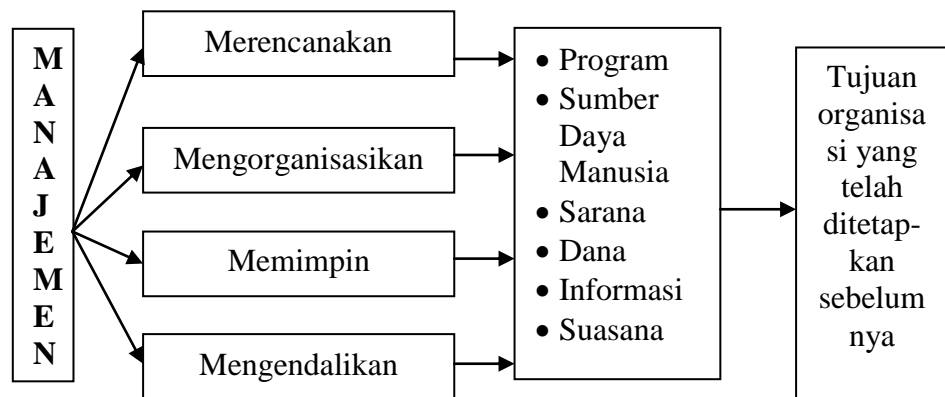 M
A
N
A
J
E
M
E
N
Merencanakan
Mengorganisasikan
Memimpin
Mengendalikan
• Program
• Sumber
Daya
Manusia
• Sarana
• Dana
• Informasi
• Suasana
Tujuan
organisa
si yang
telah
ditetap-
kan
sebelum
nya